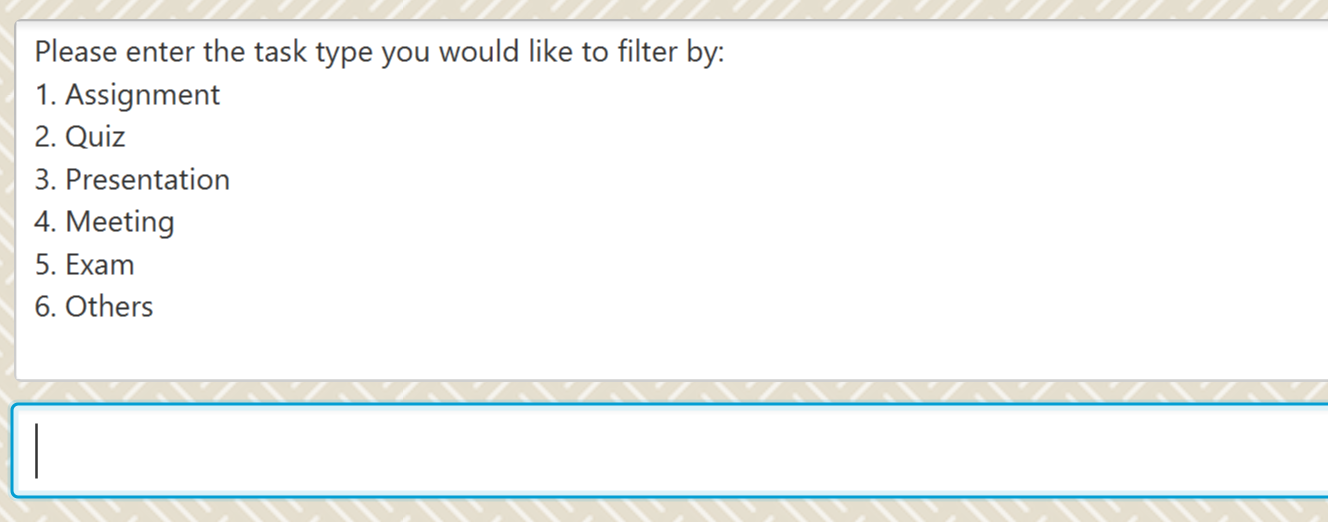 Please enter the task type you would like to filter by:
1. Assignment
2. Quiz
3. Presentation
4. Meeting
5. Exam
6. Others